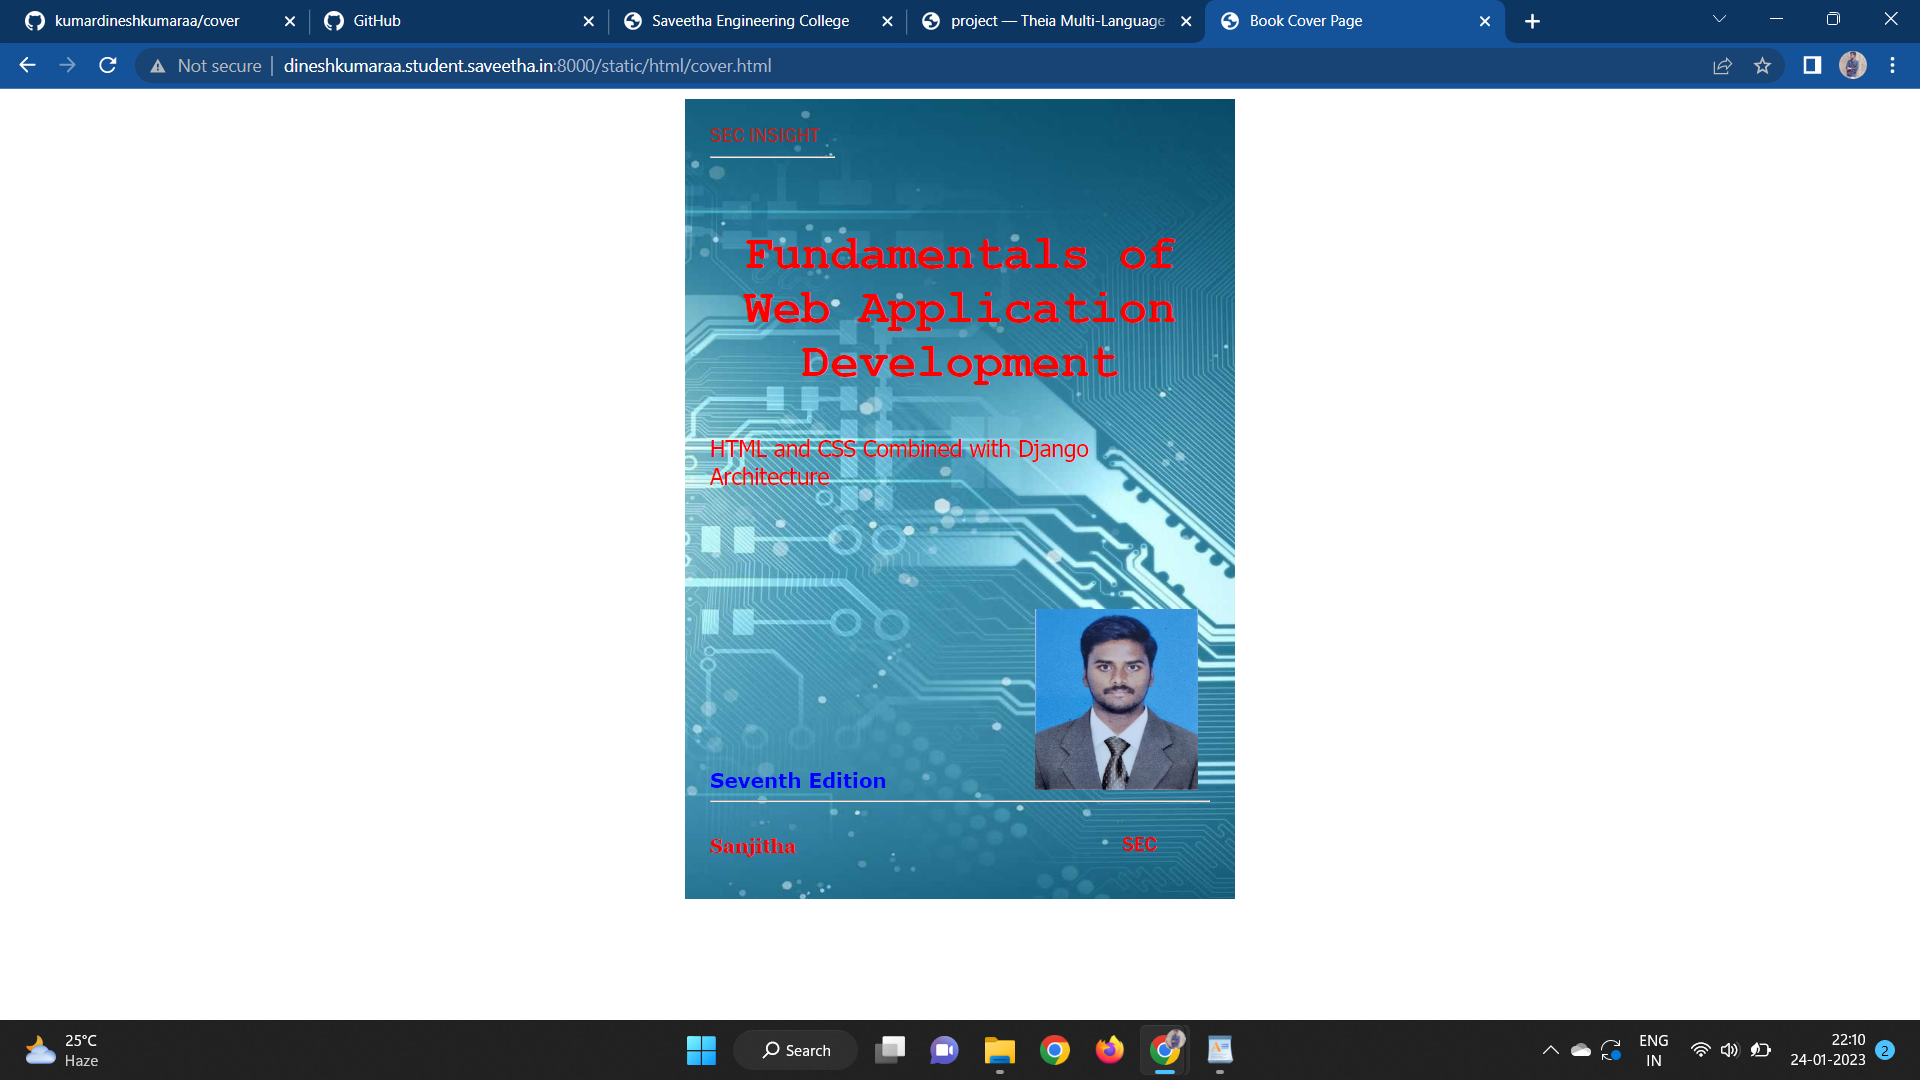 kumardineshkumaraa/cover
GitHub
Saveetha Engineering College
project — Theia Multi-Language
Book Cover Page
Not secure
dineshkumaraa.student.saveetha.in:8000/static/html/cover.html
SEC INSIGHT
Fundamentals of
Web Application
Development
HTML and CSS Combined with Django
Architecture
Seventh Edition
Sanjitha
SEC
25°C
Haze
Search
ENG
IN
22:10
24-01-2023
2